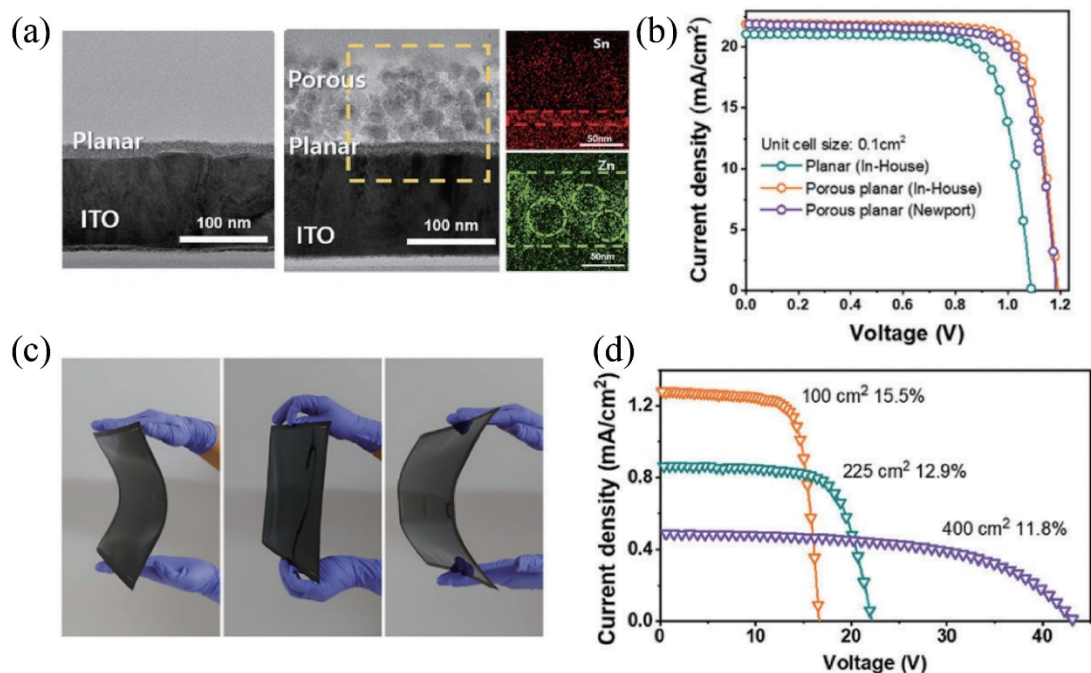 (a)
Planar
ITO
100 nm
Porous
Planar
ITO
100 nm
Sn
50nm
Zn
50nm
(b)
Current density (mA/cm²)
20
15
10
5
0
Unit cell size: 0.1cm²
Planar (In-House)
Porous planar (In-House)
Porous planar (Newport)
0.0 0.2 0.4 0.6 0.8 1.0 1.2
Voltage (V)
(c)
(d)
Current density (mA/cm²)
1.2
0.8
0.4
0.0
100 cm² 15.5%
225 cm² 12.9%
400 cm² 11.8%
0 10 20 30 40
Voltage (V)